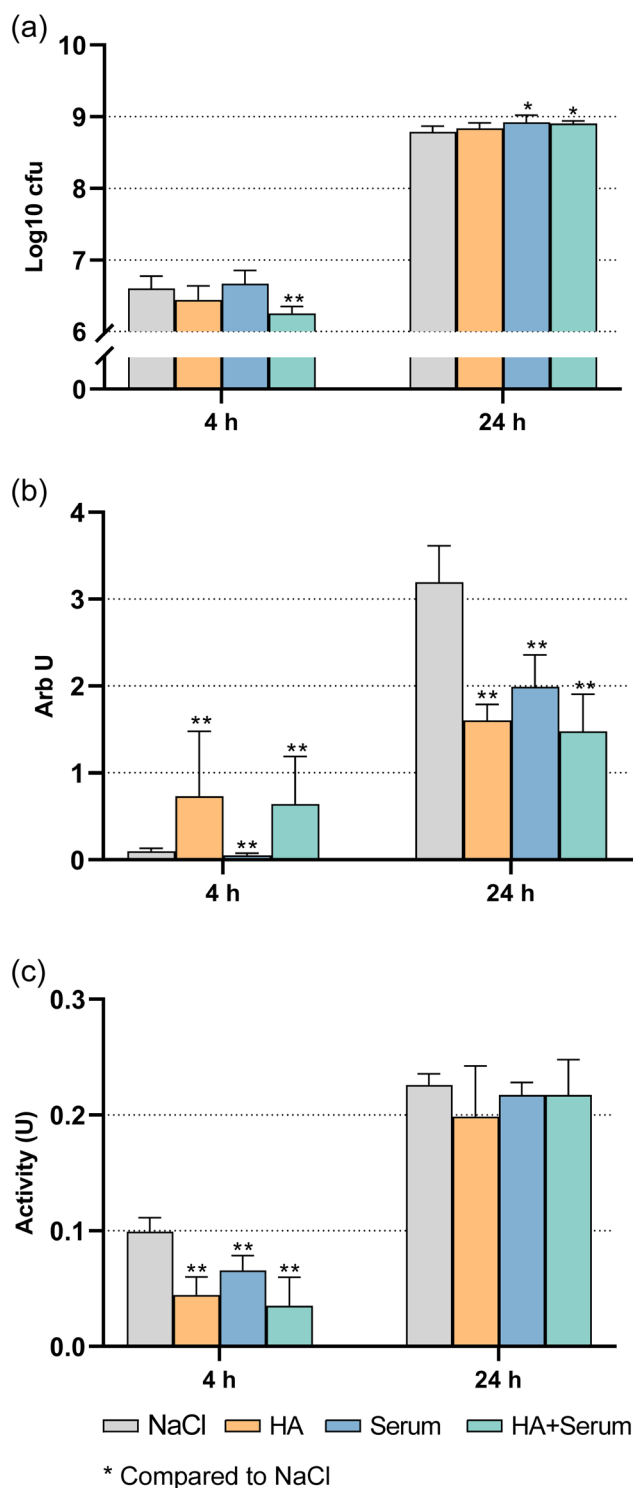 (a)
10
9
8
7
6
0
Log10 cfu
* *
**
4 h 24 h
(b)
4
3
2
1
0
Arb U
** ** **
** ** **
4 h 24 h
(c)
0.3
0.2
0.1
0.0
Activity (U)
** ** **
4 h 24 h
NaCl HA Serum HA+Serum
* Compared to NaCl